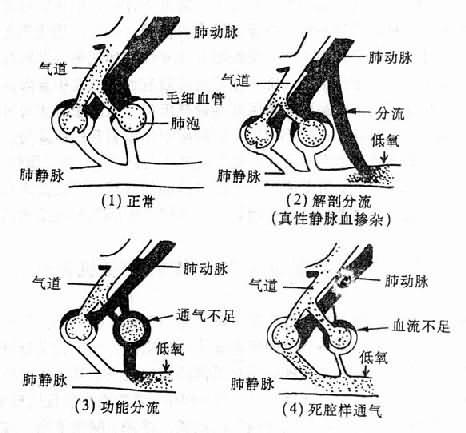 肺动脉
气道
毛细血管
肺泡
肺静脉
(1) 正常
肺动脉
气道
分流
低氧
肺静脉
(2) 解剖分流
(真性静脉血掺杂)
肺动脉
气道
通气不足
低氧
肺静脉
(3) 功能分流
肺动脉
气道
血流不足
低氧
肺静脉
(4) 死腔样通气